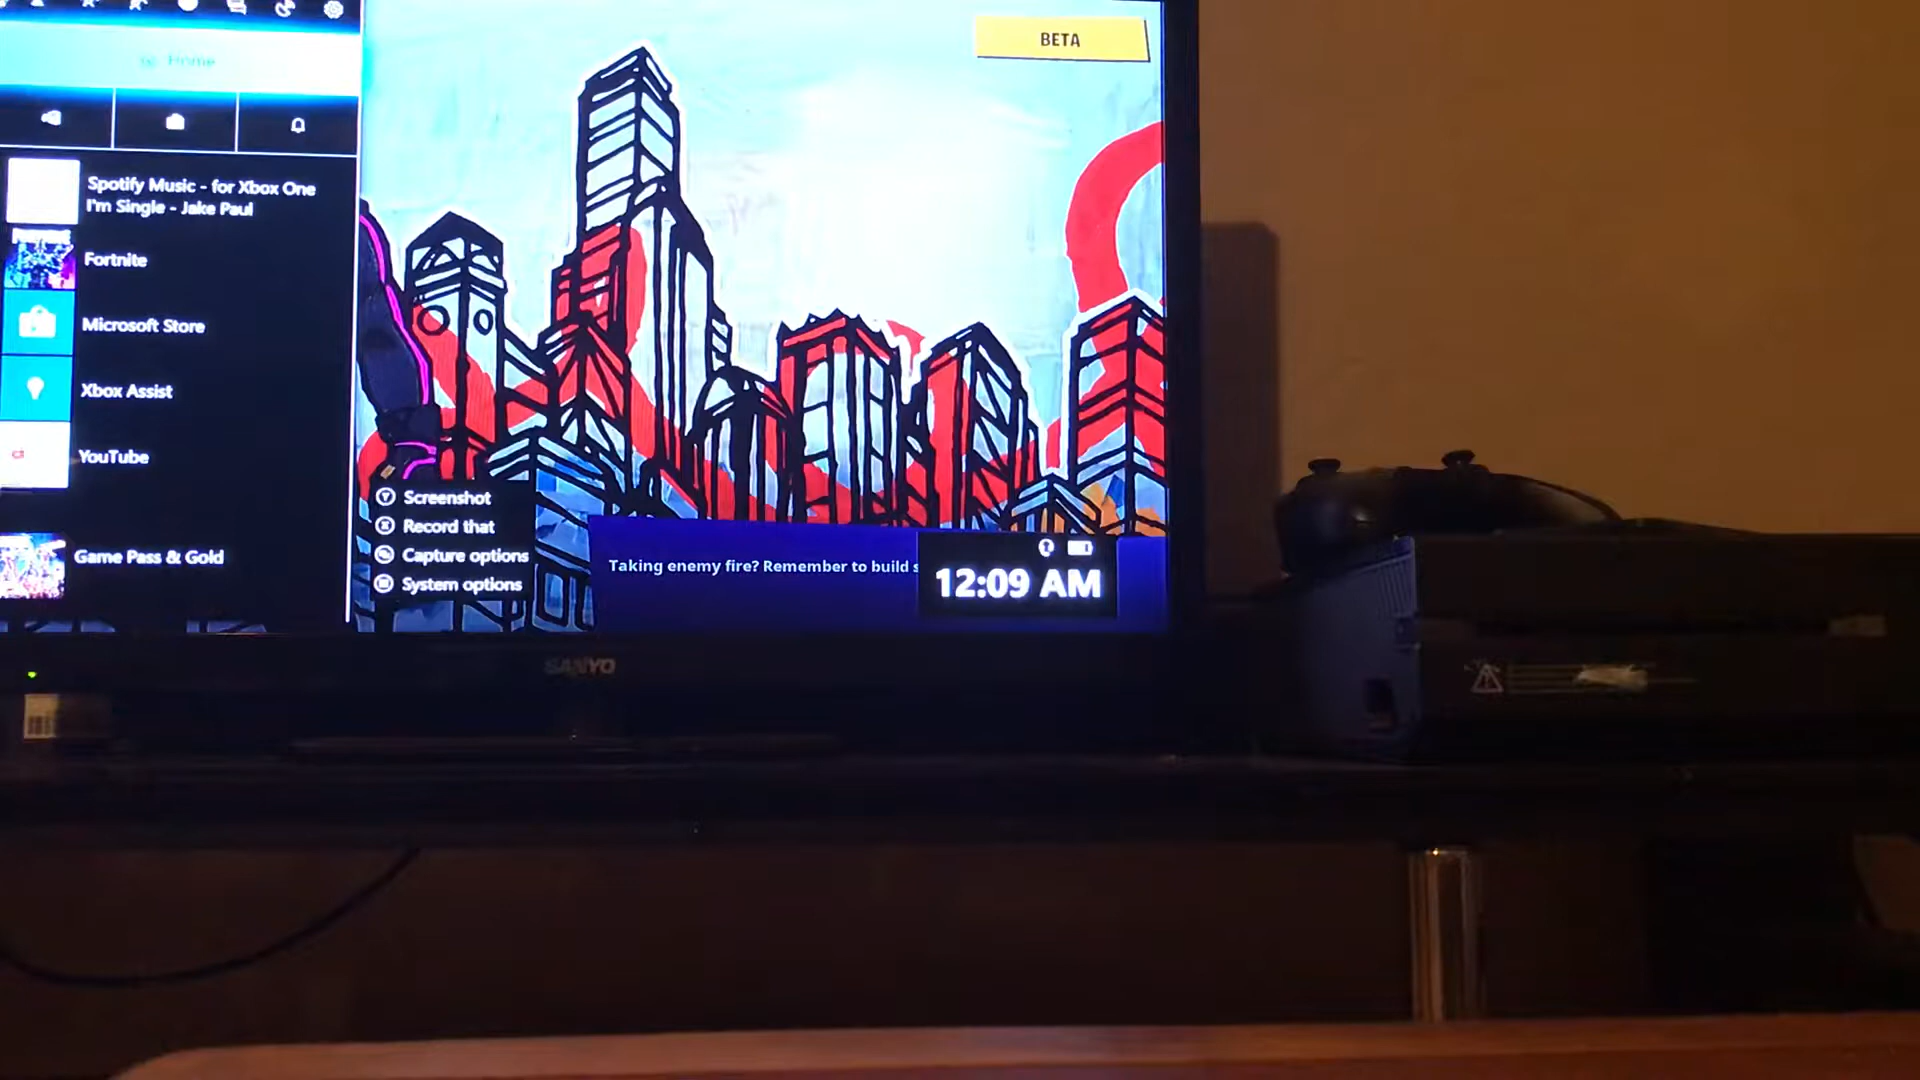 Home
BETA
Spotify Music - for Xbox One
I'm Single - Jake Paul
Fortnite
Microsoft Store
Xbox Assist
YouTube
Game Pass & Gold
Screenshot
Record that
Capture options
System options
Taking enemy fire? Remember to build
12:09 AM
SANYO